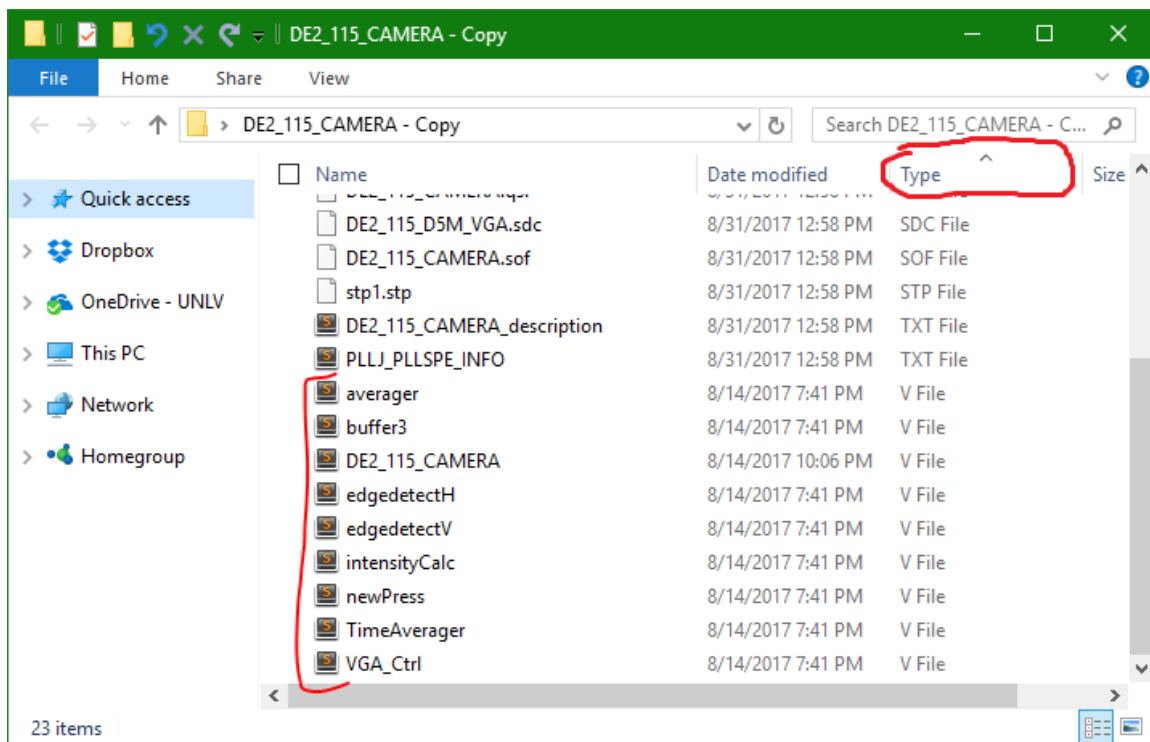 DE2_115_CAMERA - Copy
File Home Share View
DE2_115_CAMERA - Copy
Search DE2_115_CAMERA - C...
Name Date modified Type Size
Quick access
Dropbox
OneDrive - UNLV
This PC
Network
Homegroup
DE2_115_D5M_VGA.sdc 8/31/2017 12:58 PM SDC File
DE2_115_CAMERA.sof 8/31/2017 12:58 PM SOF File
stp1.stp 8/31/2017 12:58 PM STP File
DE2_115_CAMERA_description 8/31/2017 12:58 PM TXT File
PLLJ_PLLSPE_INFO 8/31/2017 12:58 PM TXT File
averager 8/14/2017 7:41 PM V File
buffer3 8/14/2017 7:41 PM V File
DE2_115_CAMERA 8/14/2017 10:06 PM V File
edgedetectH 8/14/2017 7:41 PM V File
edgedetectV 8/14/2017 7:41 PM V File
intensityCalc 8/14/2017 7:41 PM V File
newPress 8/14/2017 7:41 PM V File
TimeAverager 8/14/2017 7:41 PM V File
VGA_Ctrl 8/14/2017 7:41 PM V File
23 items